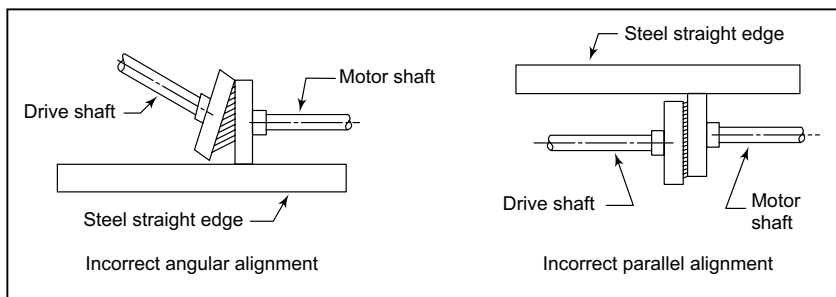 Motor shaft
Drive shaft
Steel straight edge
Incorrect angular alignment
Steel straight edge
Drive shaft
Motor
shaft
Incorrect parallel alignment